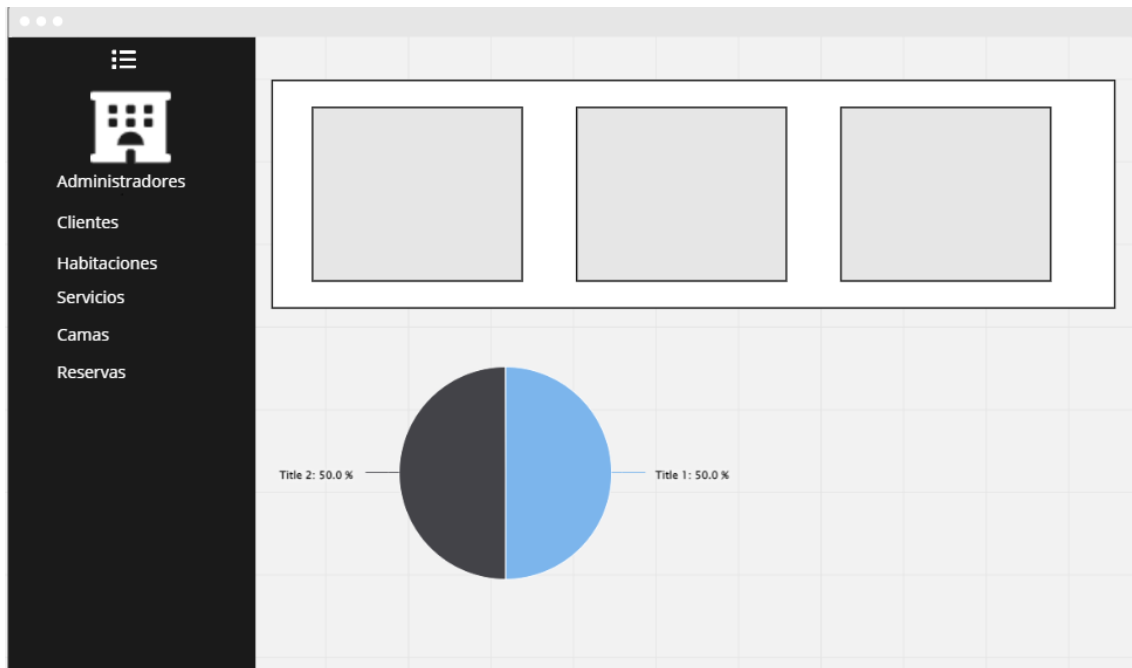 Administradores
Clientes
Habitaciones
Servicios
Camas
Reservas
Title 2: 50.0 %
Title 1: 50.0 %